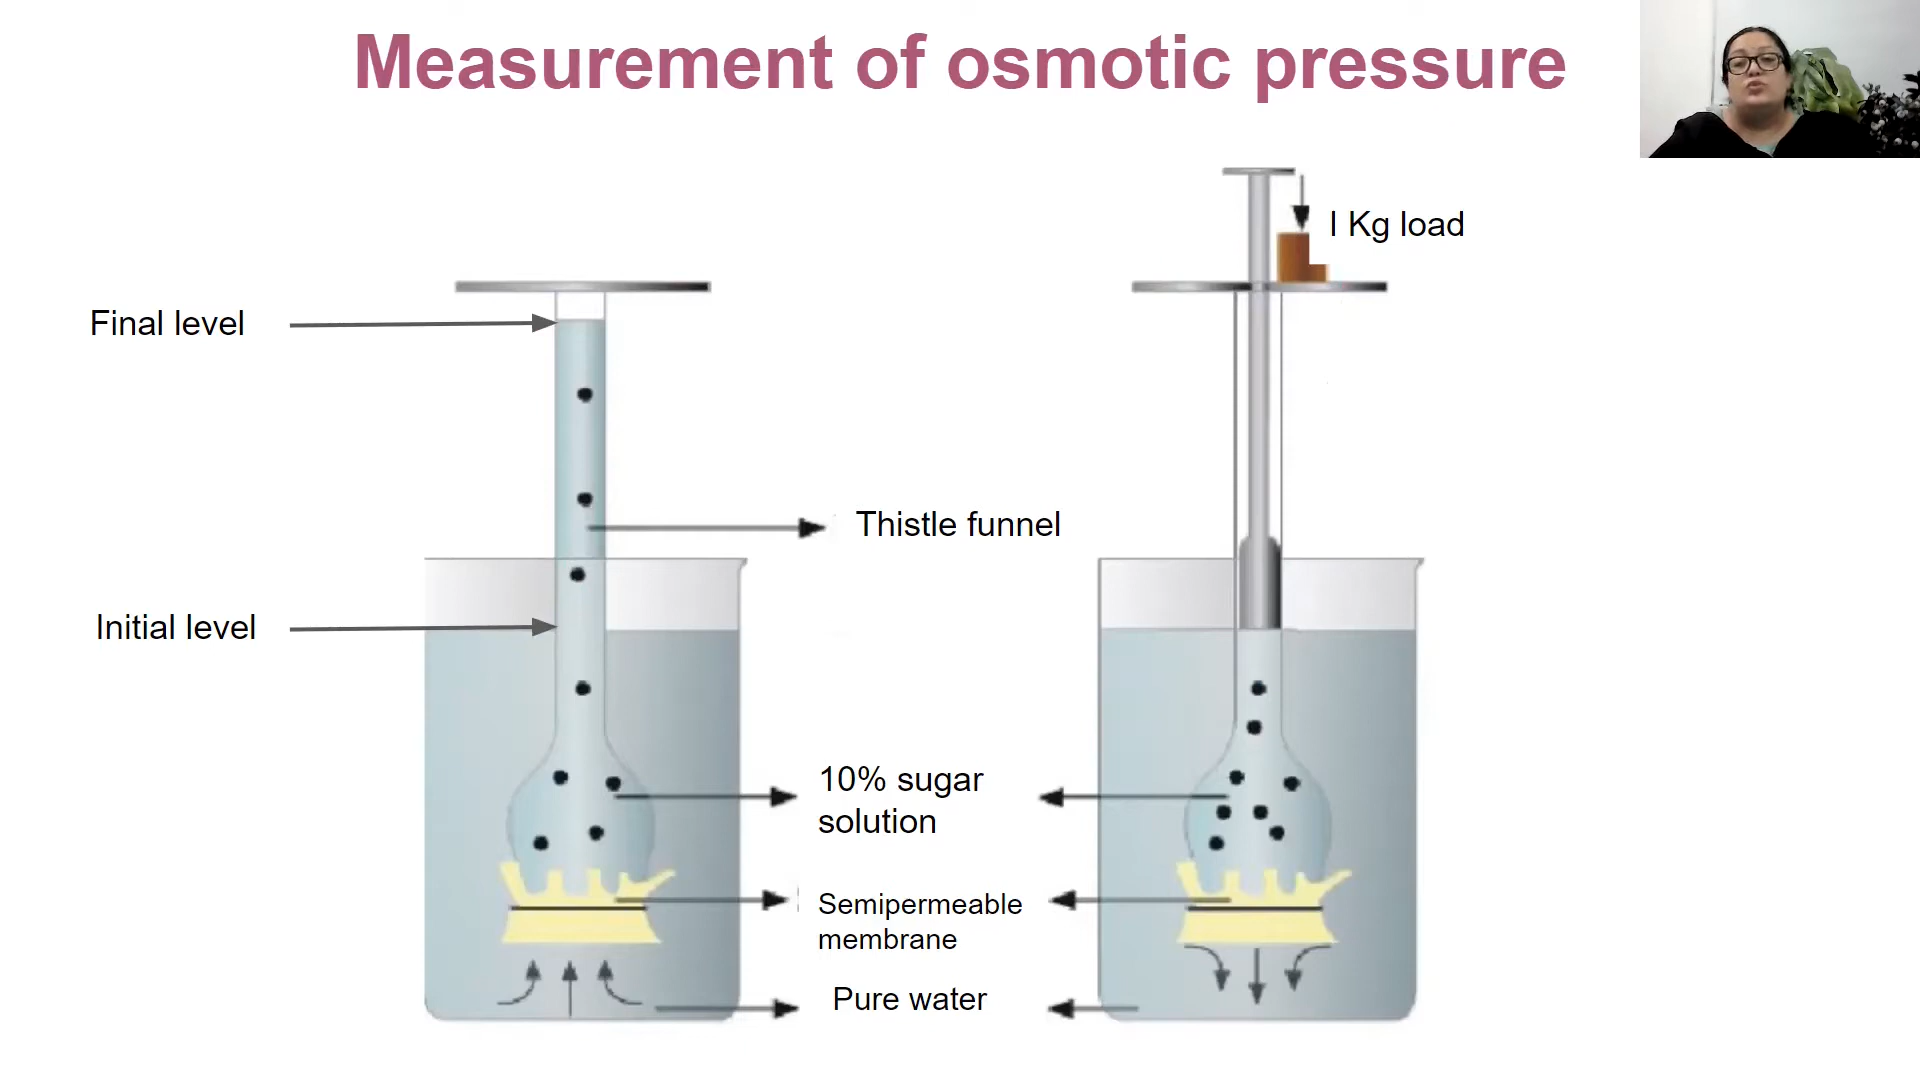 Measurement of osmotic pressure
I Kg load
Final level
Thistle funnel
Initial level
10% sugar
solution
Semipermeable
membrane
Pure water